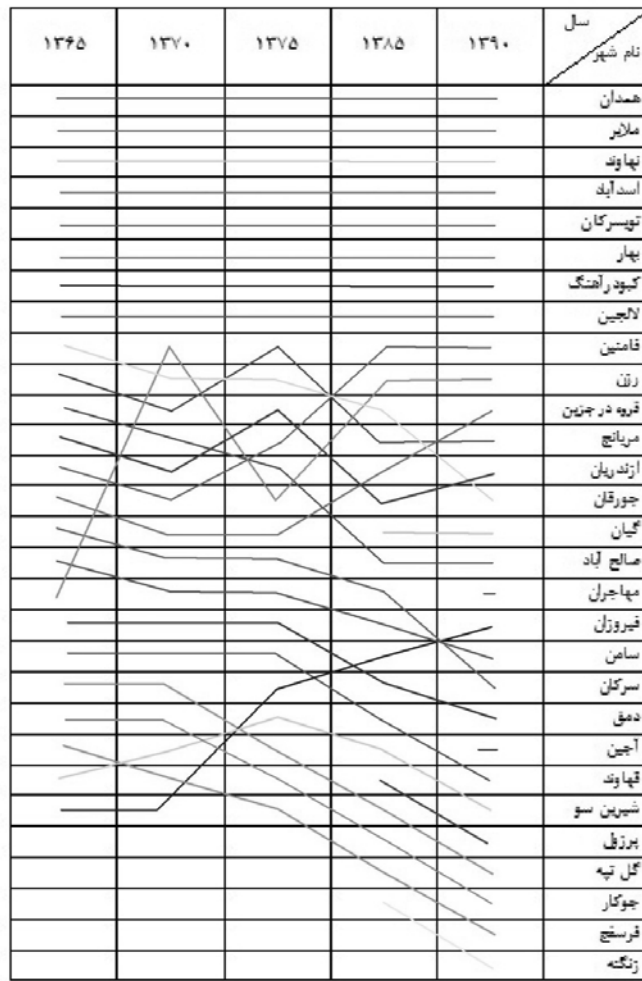 سال
نام شهر
۱۳۹۰ ۱۳۸۵ ۱۳۷۵ ۱۳۷۰ ۱۳۶۵
همدان
ملایر
نهاوند
اسدآباد
تویسرکان
بهار
کبودرآهنگ
لالجین
فامنین
رزن
قروه درجزین
مریانج
ازندریان
جورقان
گیان
صالح آباد
مهاجران
فیروزان
سامن
سرکان
دمق
آجین
قهاوند
شیرین سو
برزول
گل تپه
جوکار
فرسفج
زنگنه